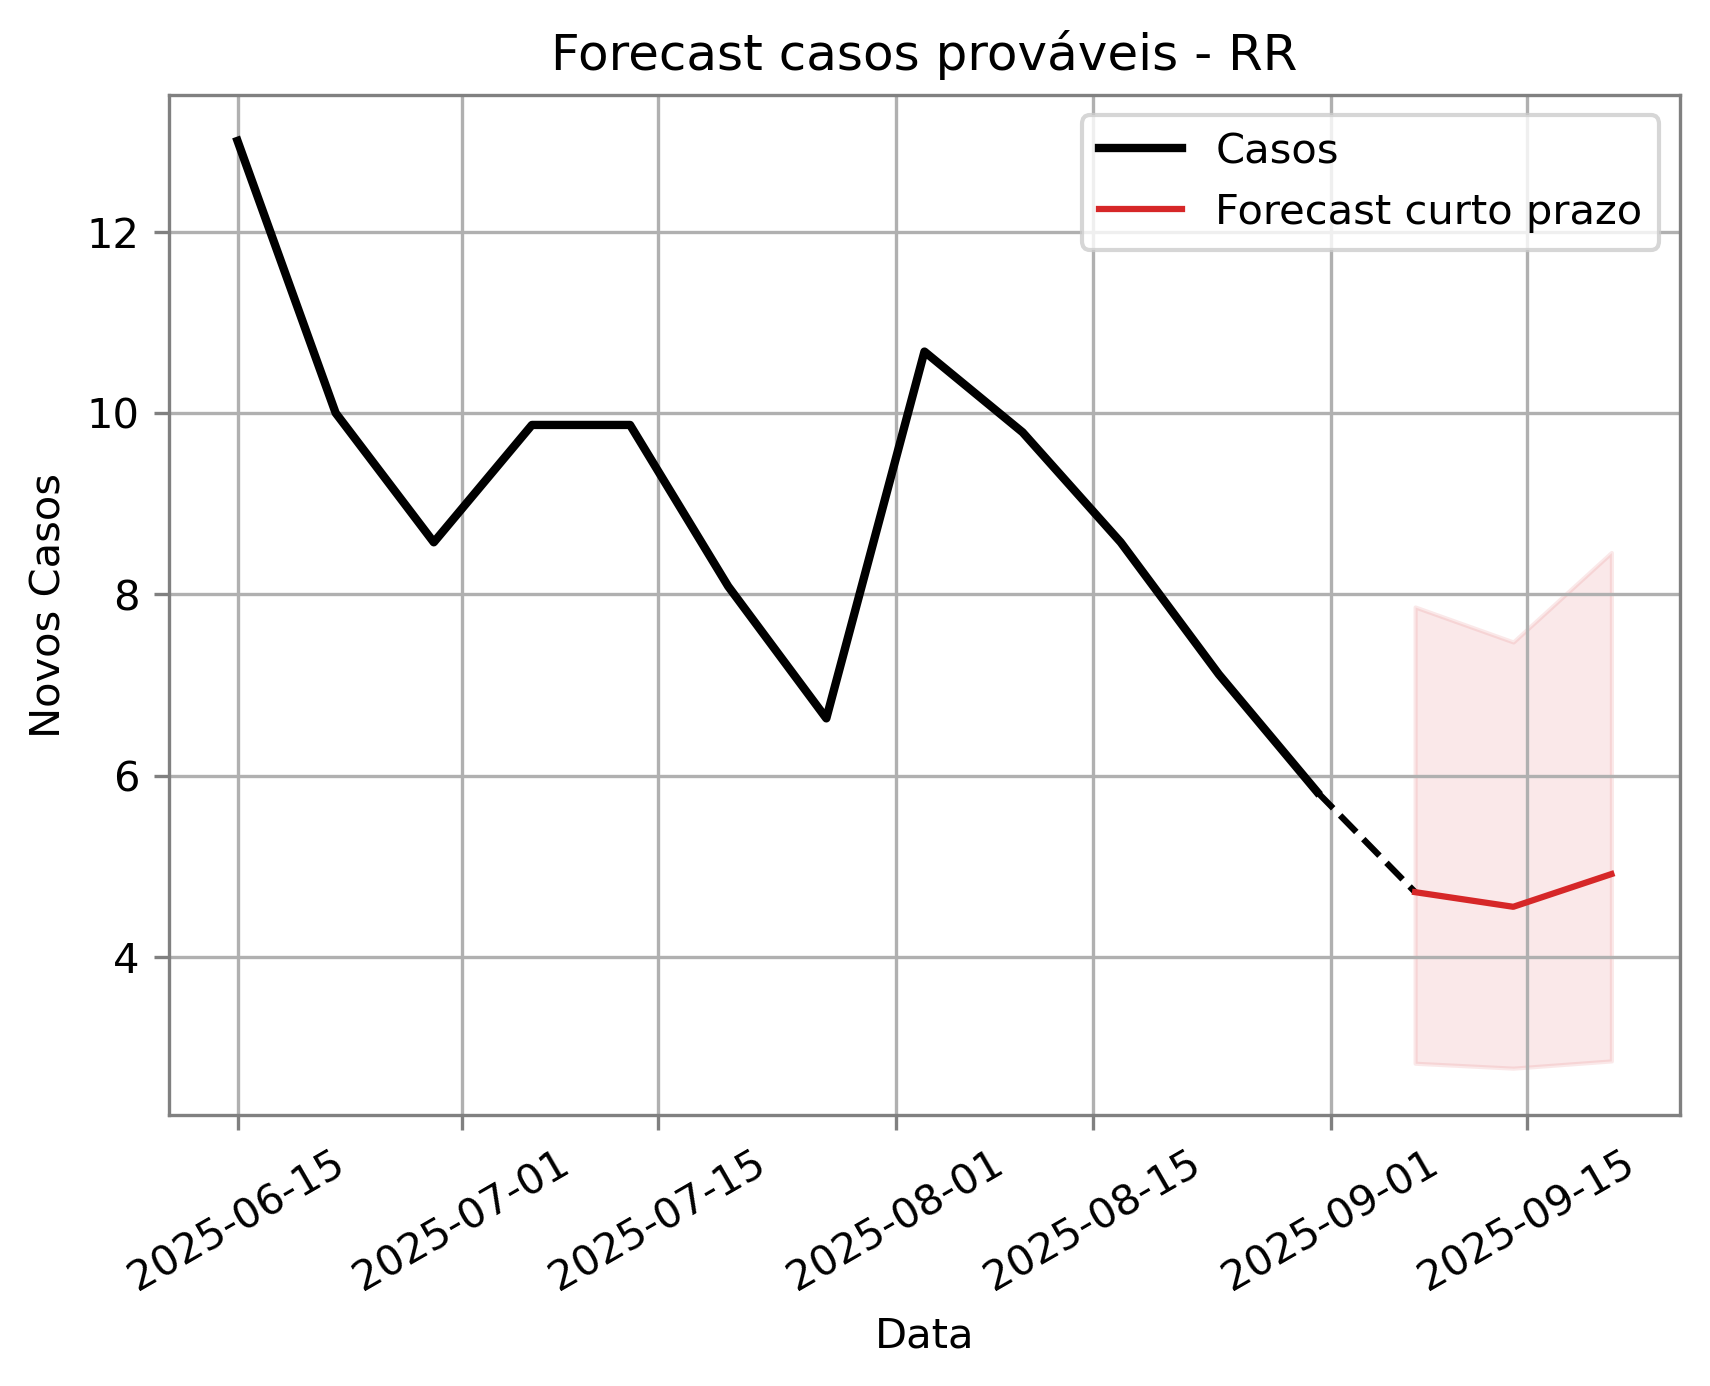 Forecast casos prováveis - RR
Casos
Forecast curto prazo
Novos Casos
12
10
8
6
4
2025-06-15
2025-07-01
2025-07-15
2025-08-01
2025-08-15
2025-09-01
2025-09-15
Data